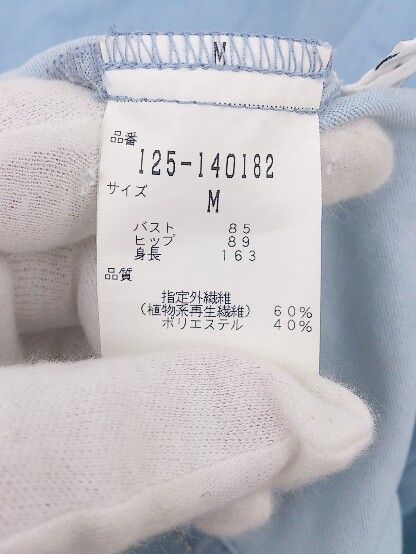 M
品番
125-140182
サイズ
M
バスト 85
ヒップ 89
身長 163
品質
指定外繊維
(植物系再生繊維) 60%
ポリエステル 40%